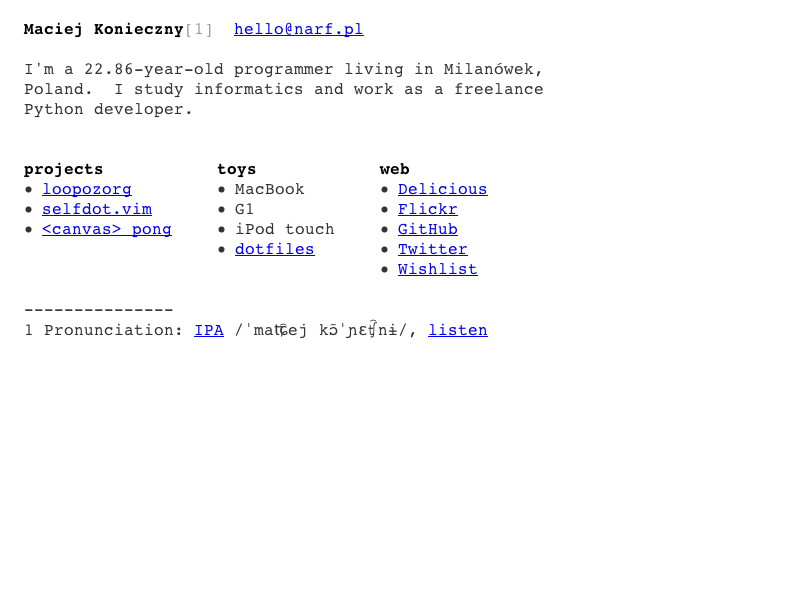 Maciej Konieczny[1] hello@narf.pl
I'm a 22.86-year-old programmer living in Milanówek,
Poland. I study informatics and work as a freelance
Python developer.
projects
• loopozorg
• selfdot.vim
• <canvas> pong
toys
• MacBook
• G1
• iPod touch
• dotfiles
web
• Delicious
• Flickr
• GitHub
• Twitter
• Wishlist
---------------
1 Pronunciation: IPA /ˈmat͡ɕej kɔ̃ˈɲɛt͡ʃnɨ/, listen